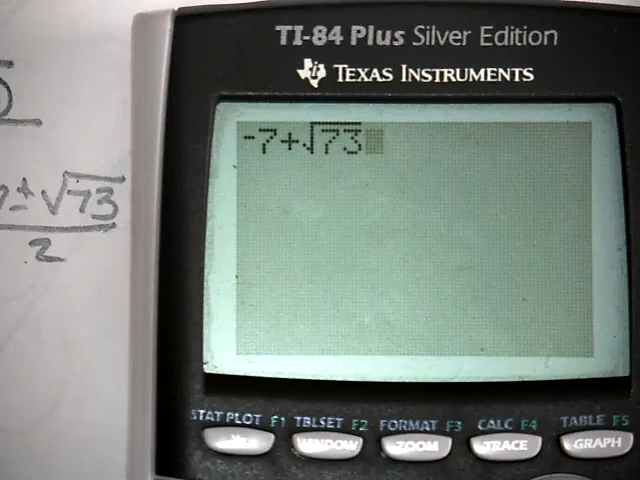 TI-84 Plus Silver Edition
TEXAS INSTRUMENTS
-7+√73
± √73
2
STAT PLOT F1 TBLSET F2 FORMAT F3 CALC F4 TABLE F5
Y= WINDOW ZOOM TRACE GRAPH